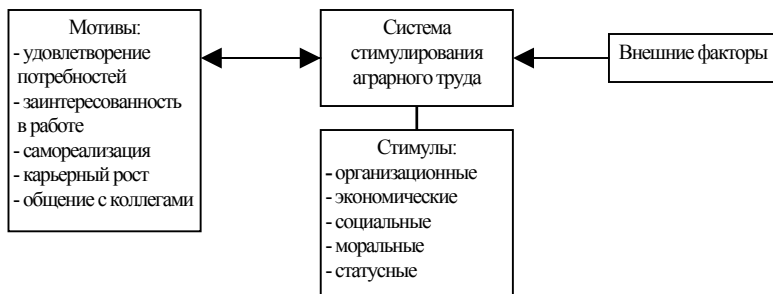 Мотивы:
- удовлетворение
потребностей
- заинтересованность
в работе
- самореализация
- карьерный рост
- общение с коллегами
Система
стимулирования
аграрного труда
Внешние факторы
Стимулы:
- организационные
- экономические
- социальные
- моральные
- статусные